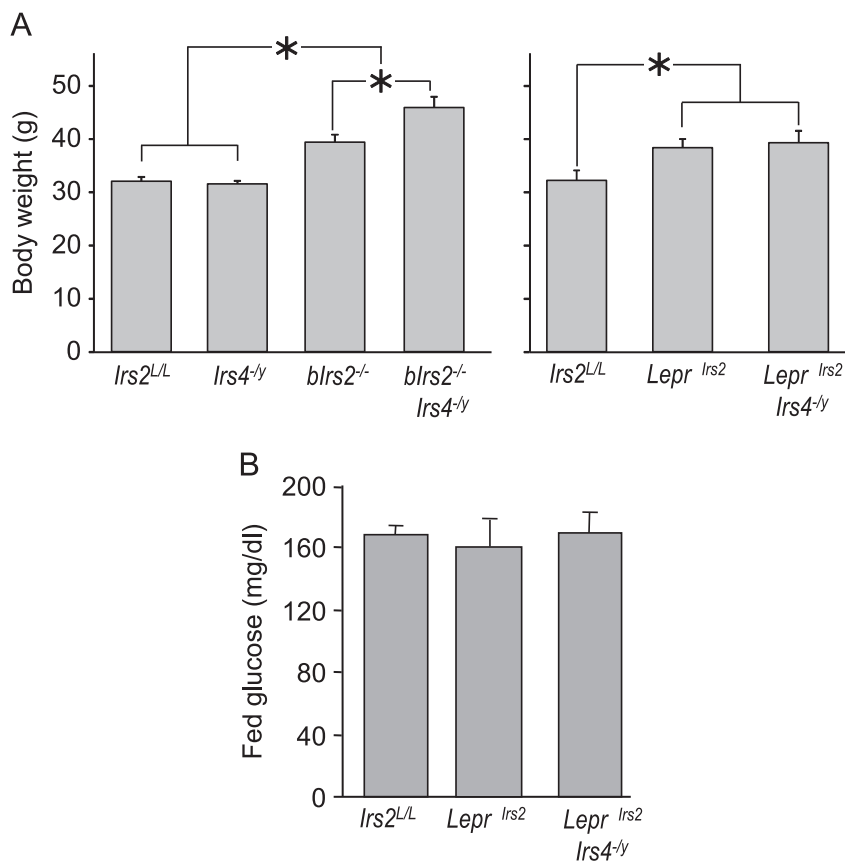 A
Body weight (g)
50
40
30
20
10
0
*
*
Irs2L/L
Irs4-/y
bIrs2-/-
bIrs2-/-
Irs4-/y
*
Irs2L/L
Lepr Irs2
Lepr Irs2
Irs4-/y
B
Fed glucose (mg/dl)
200
160
120
80
40
0
Irs2L/L
Lepr Irs2
Lepr Irs2
Irs4-/y